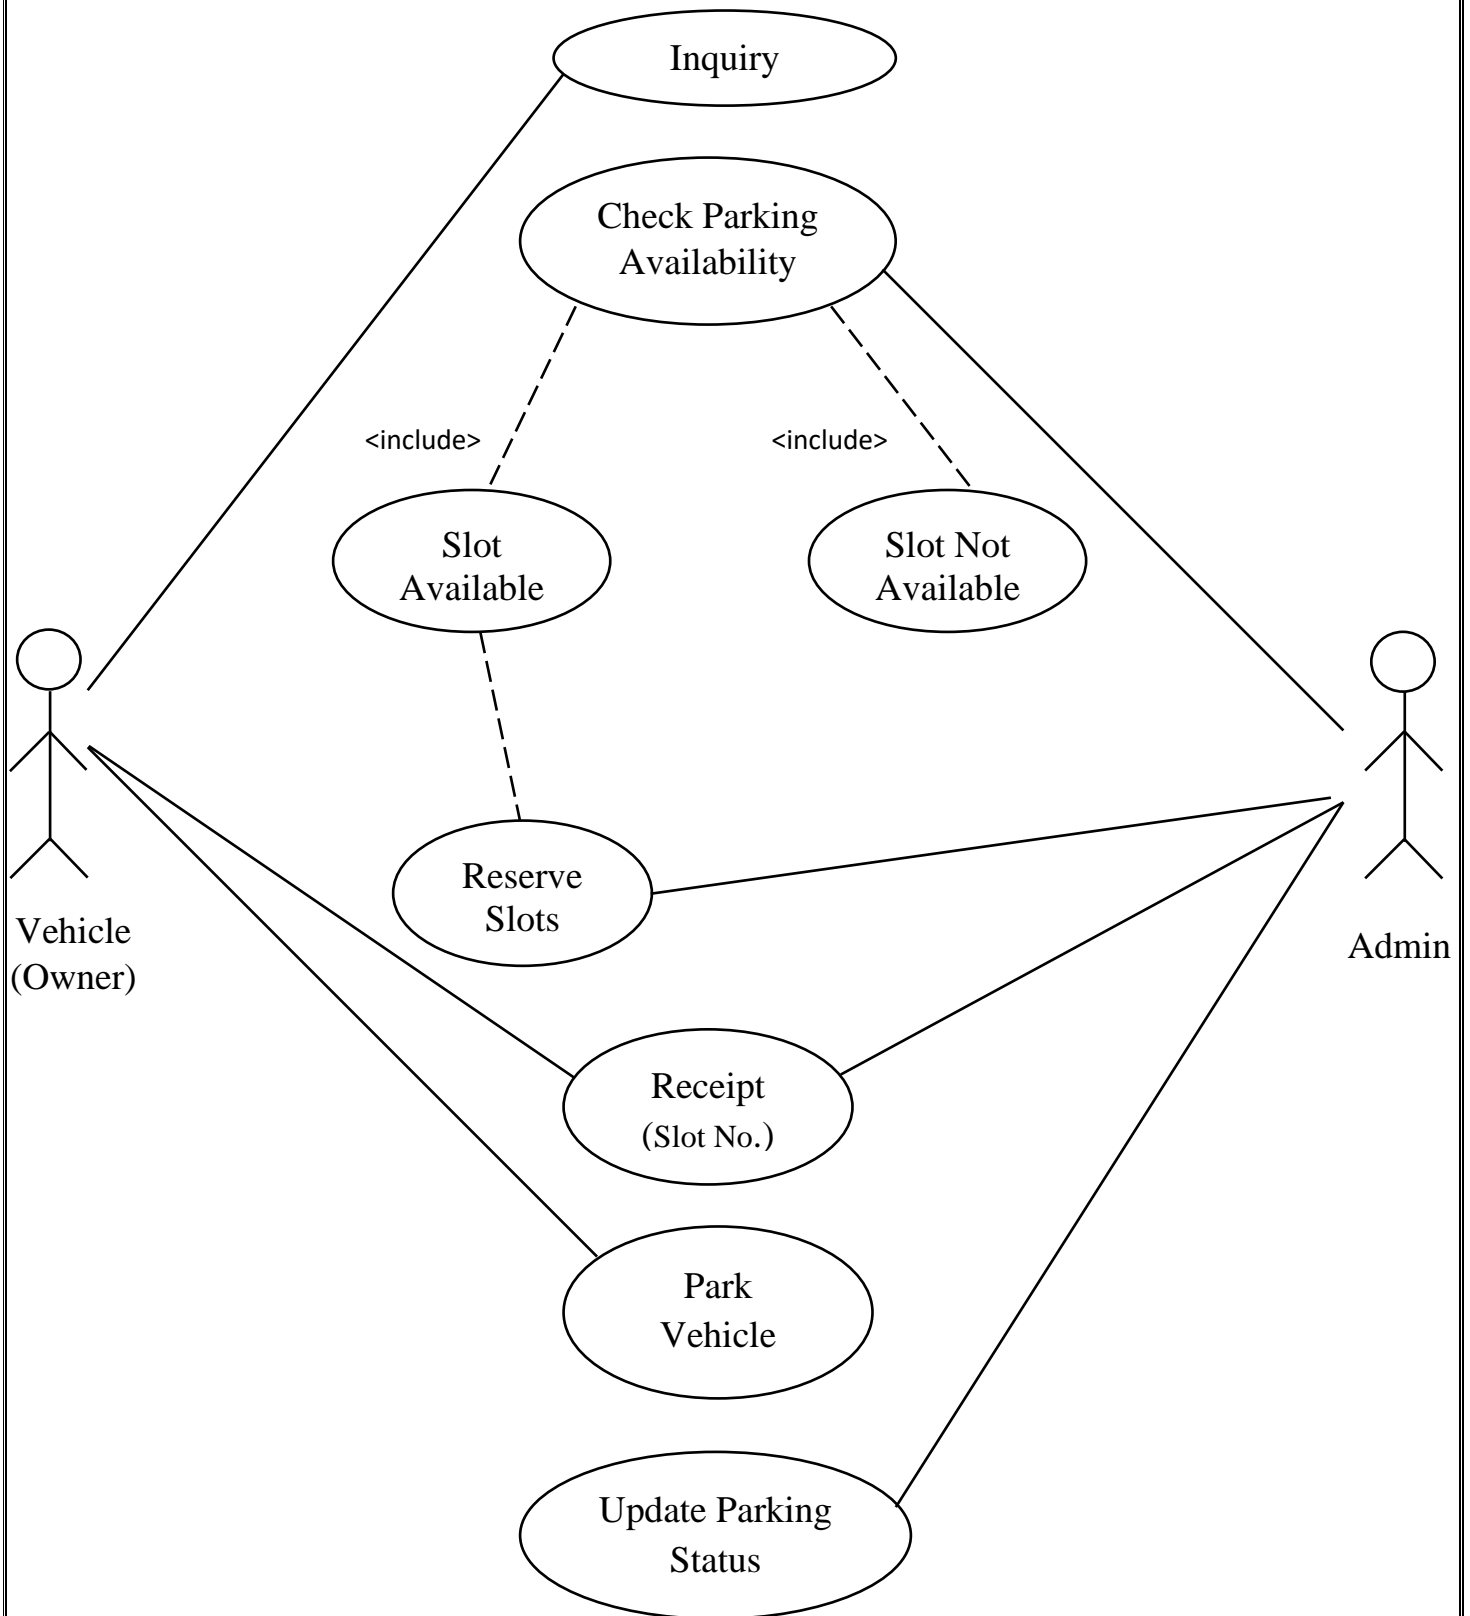 Inquiry
Check Parking
Availability
<include>
<include>
Slot
Available
Slot Not
Available
Reserve
Slots
Vehicle
(Owner)
Admin
Receipt
(Slot No.)
Park
Vehicle
Update Parking
Status